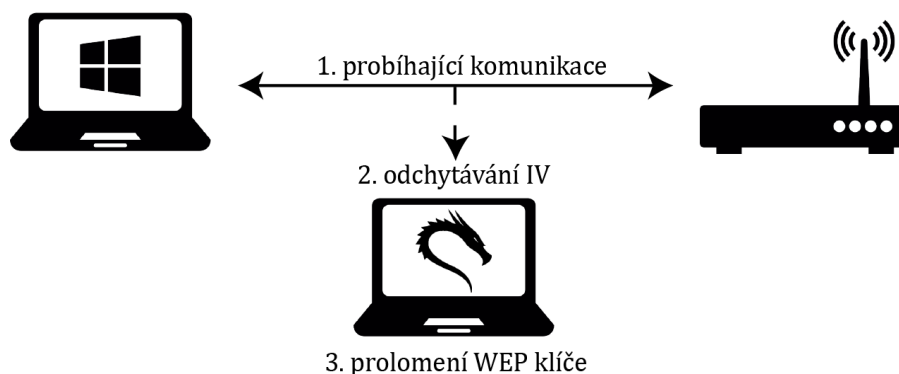 1. probíhající komunikace
2. odchytávání IV
3. prolomení WEP klíče